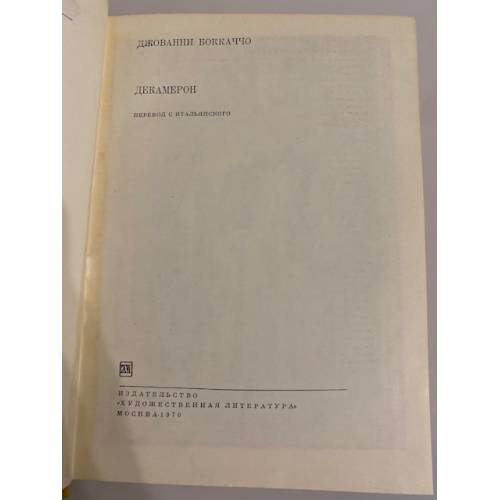 ДЖОВАННИ БОККАЧЧО
ДЕКАМЕРОН
ПЕРЕВОД С ИТАЛЬЯНСКОГО
ИЗДАТЕЛЬСТВО
«ХУДОЖЕСТВЕННАЯ ЛИТЕРАТУРА»
МОСКВА·1970